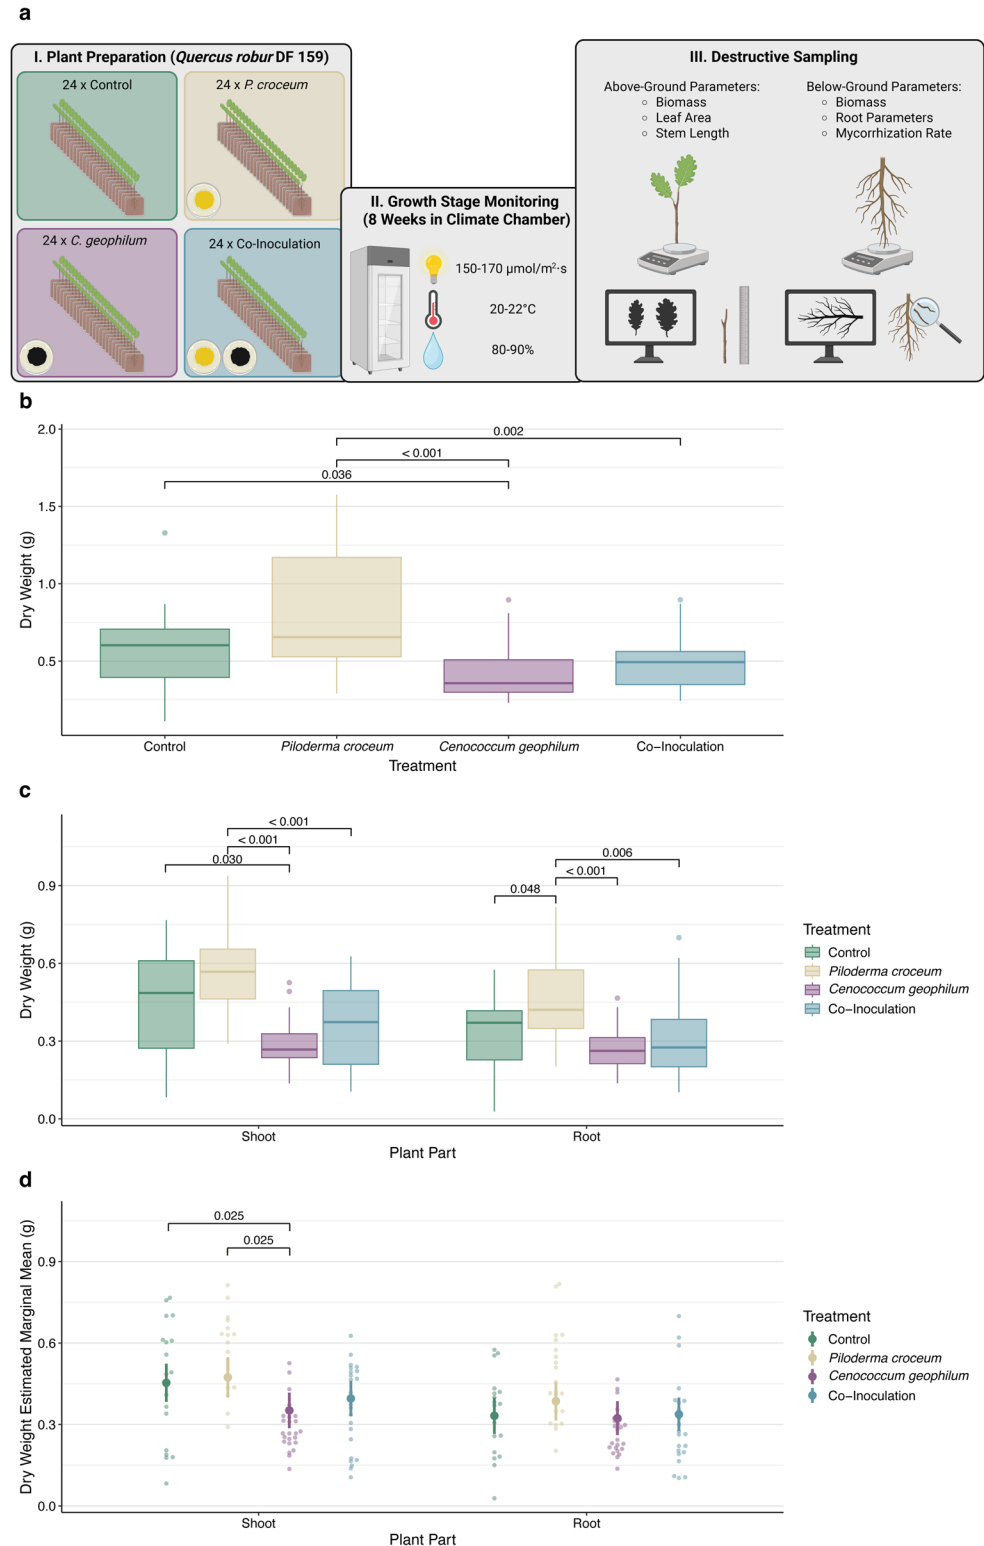 a
I. Plant Preparation (Quercus robur DF 159)
24 x Control
24 x P. croceum
24 x C. geophilum
24 x Co-Inoculation
II. Growth Stage Monitoring
(8 Weeks in Climate Chamber)
150-170 μmol/m²·s
20-22°C
80-90%
III. Destructive Sampling
Above-Ground Parameters:
○ Biomass
○ Leaf Area
○ Stem Length
Below-Ground Parameters:
○ Biomass
○ Root Parameters
○ Mycorrhization Rate
b
Dry Weight (g)
2.0
1.5
1.0
0.5
0.002
< 0.001
0.036
Control
Piloderma croceum
Cenococcum geophilum
Co−Inoculation
Treatment
c
Dry Weight (g)
0.9
0.6
0.3
0.0
< 0.001
< 0.001
0.030
0.006
< 0.001
0.048
Shoot
Root
Plant Part
Treatment
Control
Piloderma croceum
Cenococcum geophilum
Co−Inoculation
d
Dry Weight Estimated Marginal Mean (g)
0.9
0.6
0.3
0.0
0.025
0.025
Shoot
Root
Plant Part
Treatment
Control
Piloderma croceum
Cenococcum geophilum
Co−Inoculation